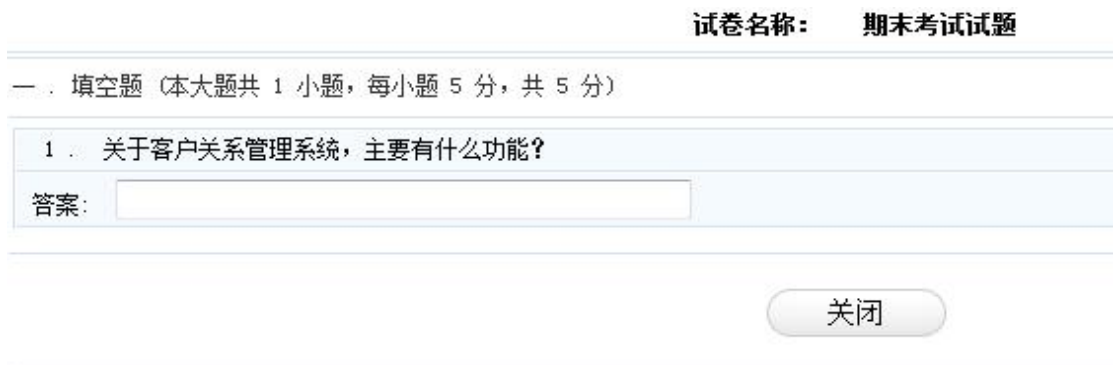 试卷名称: 期末考试试题
一 . 填空题 (本大题共 1 小题, 每小题 5 分, 共 5 分)
1 . 关于客户关系管理系统, 主要有什么功能?
答案:
关闭